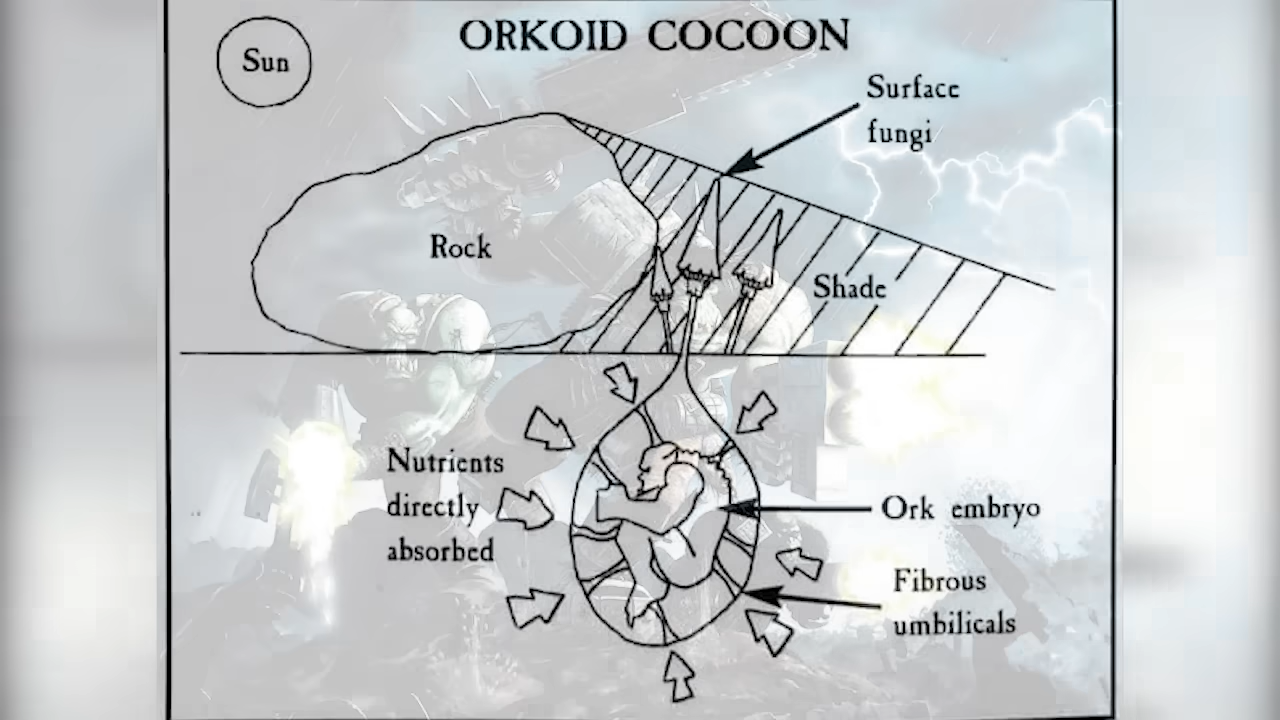 ORKOID COCOON
Sun
Surface
fungi
Rock
Shade
Nutrients
directly
absorbed
Ork embryo
Fibrous
umbilicals